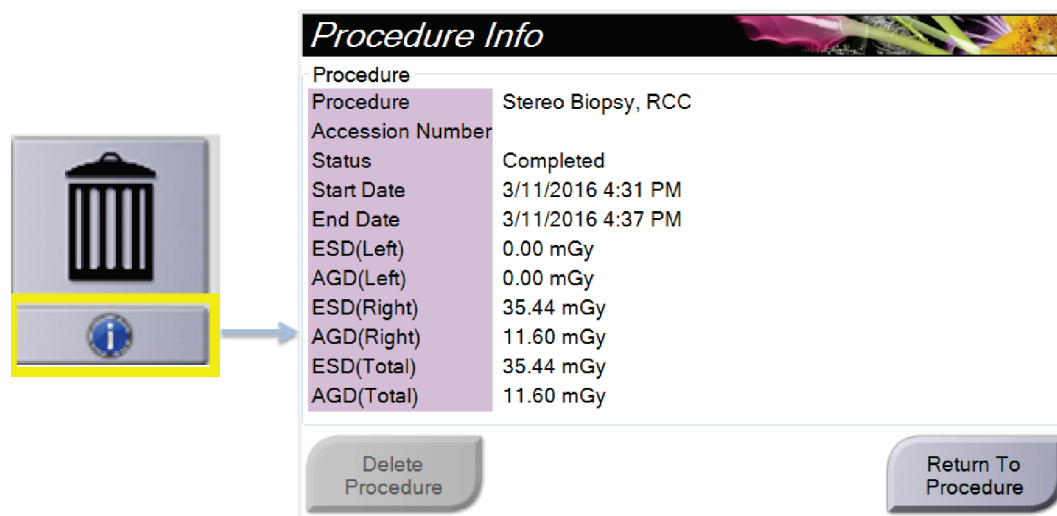 Procedure Info
Procedure
Procedure Stereo Biopsy, RCC
Accession Number
Status Completed
Start Date 3/11/2016 4:31 PM
End Date 3/11/2016 4:37 PM
ESD(Left) 0.00 mGy
AGD(Left) 0.00 mGy
ESD(Right) 35.44 mGy
AGD(Right) 11.60 mGy
ESD(Total) 35.44 mGy
AGD(Total) 11.60 mGy
Delete
Procedure
Return To
Procedure